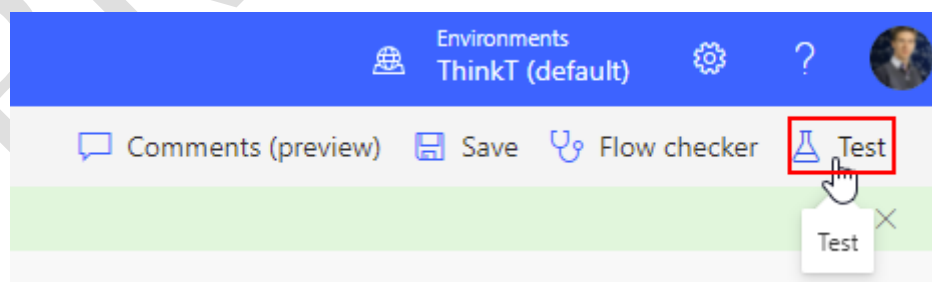 Environments
ThinkT (default)
?
Comments (preview) Save Flow checker Test
Test